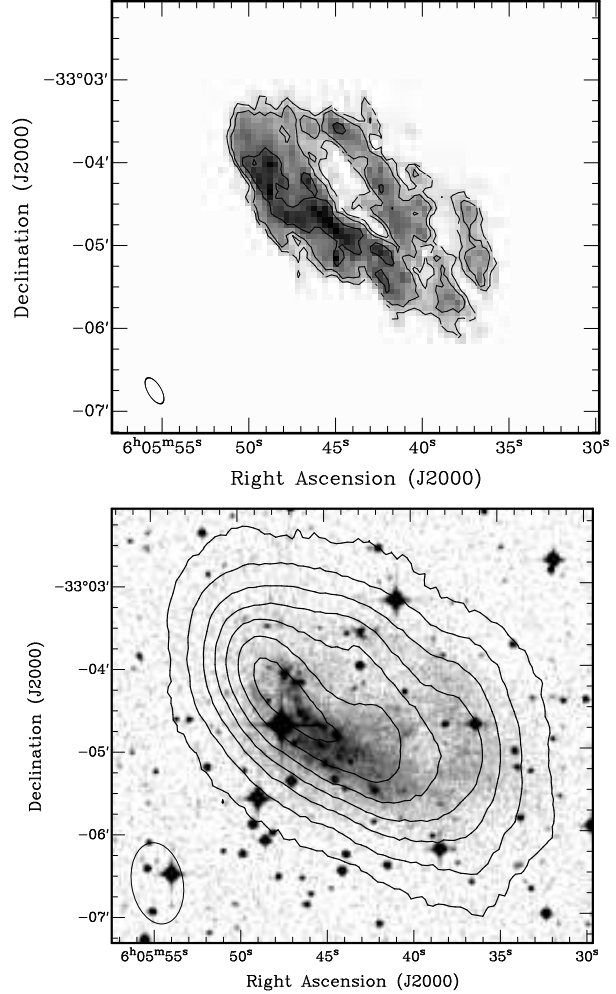 −33°03′
−04′
−05′
−06′
−07′
Declination (J2000)
6ʰ05ᵐ55ˢ 50ˢ 45ˢ 40ˢ 35ˢ 30ˢ
Right Ascension (J2000)
−33°03′
−04′
−05′
−06′
−07′
Declination (J2000)
6ʰ05ᵐ55ˢ 50ˢ 45ˢ 40ˢ 35ˢ 30ˢ
Right Ascension (J2000)